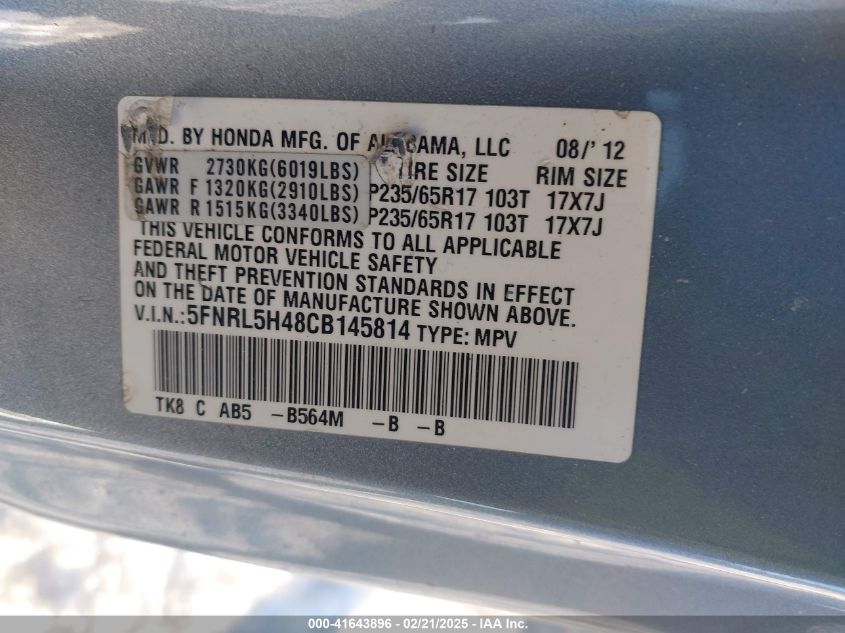 MFD. BY HONDA MFG. OF ALABAMA, LLC 08/'12
GVWR 2730KG(6019LBS) TIRE SIZE RIM SIZE
GAWR F 1320KG(2910LBS) P235/65R17 103T 17X7J
GAWR R 1515KG(3340LBS) P235/65R17 103T 17X7J
THIS VEHICLE CONFORMS TO ALL APPLICABLE
FEDERAL MOTOR VEHICLE SAFETY
AND THEFT PREVENTION STANDARDS IN EFFECT
ON THE DATE OF MANUFACTURE SHOWN ABOVE.
V.I.N.: 5FNRL5H48CB145814 TYPE: MPV
TK8 C AB5 -B564M -B -B
000-41643896 - 02/21/2025 - IAA Inc.